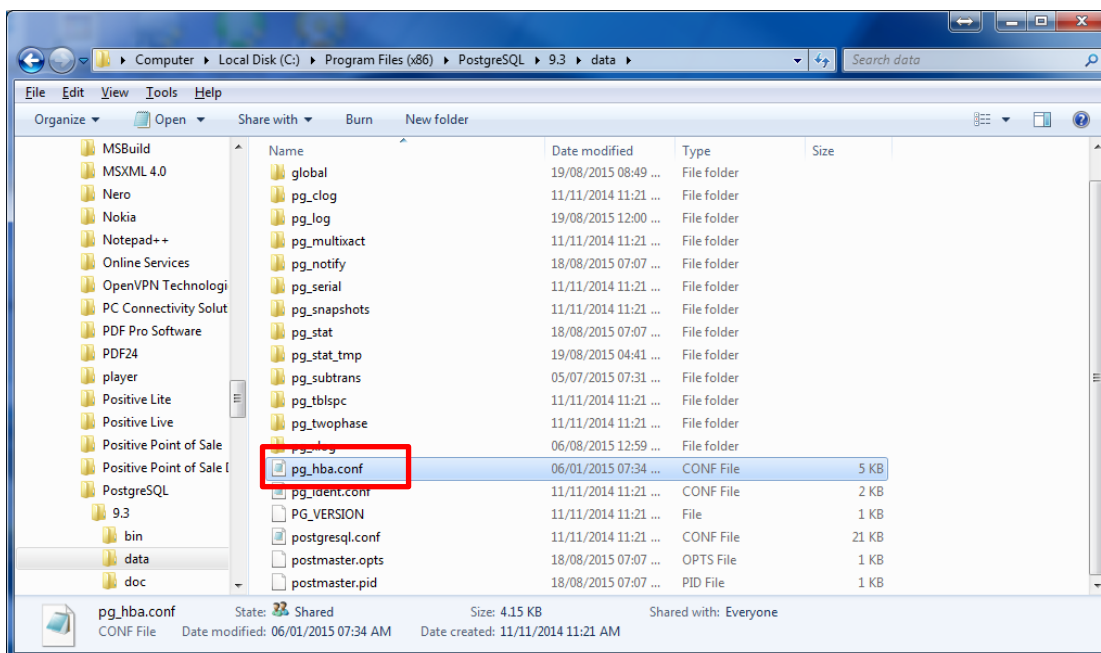 Computer Local Disk (C:) Program Files (x86) PostgreSQL 9.3 data Search data
File Edit View Tools Help
Organize Open Share with Burn New folder
MSBuild
MSXML 4.0
Nero
Nokia
Notepad++
Online Services
OpenVPN Technologi
PC Connectivity Solut
PDF Pro Software
PDF24
player
Positive Lite
Positive Live
Positive Point of Sale
Positive Point of Sale [
PostgreSQL
9.3
bin
data
doc
Name Date modified Type Size
global 19/08/2015 08:49 ... File folder
pg_clog 11/11/2014 11:21 ... File folder
pg_log 19/08/2015 12:00 ... File folder
pg_multixact 11/11/2014 11:21 ... File folder
pg_notify 18/08/2015 07:07 ... File folder
pg_serial 11/11/2014 11:21 ... File folder
pg_snapshots 11/11/2014 11:21 ... File folder
pg_stat 18/08/2015 07:07 ... File folder
pg_stat_tmp 19/08/2015 04:41 ... File folder
pg_subtrans 05/07/2015 07:31 ... File folder
pg_tblspc 11/11/2014 11:21 ... File folder
pg_twophase 11/11/2014 11:21 ... File folder
06/08/2015 12:59 ... File folder
pg_hba.conf 06/01/2015 07:34 ... CONF File 5 KB
pg_ident.conf 11/11/2014 11:21 ... CONF File 2 KB
PG_VERSION 11/11/2014 11:21 ... File 1 KB
postgresql.conf 11/11/2014 11:21 ... CONF File 21 KB
postmaster.opts 18/08/2015 07:07 ... OPTS File 1 KB
postmaster.pid 18/08/2015 07:07 ... PID File 1 KB
pg_hba.conf State: Shared Size: 4.15 KB Shared with: Everyone
CONF File Date modified: 06/01/2015 07:34 AM Date created: 11/11/2014 11:21 AM